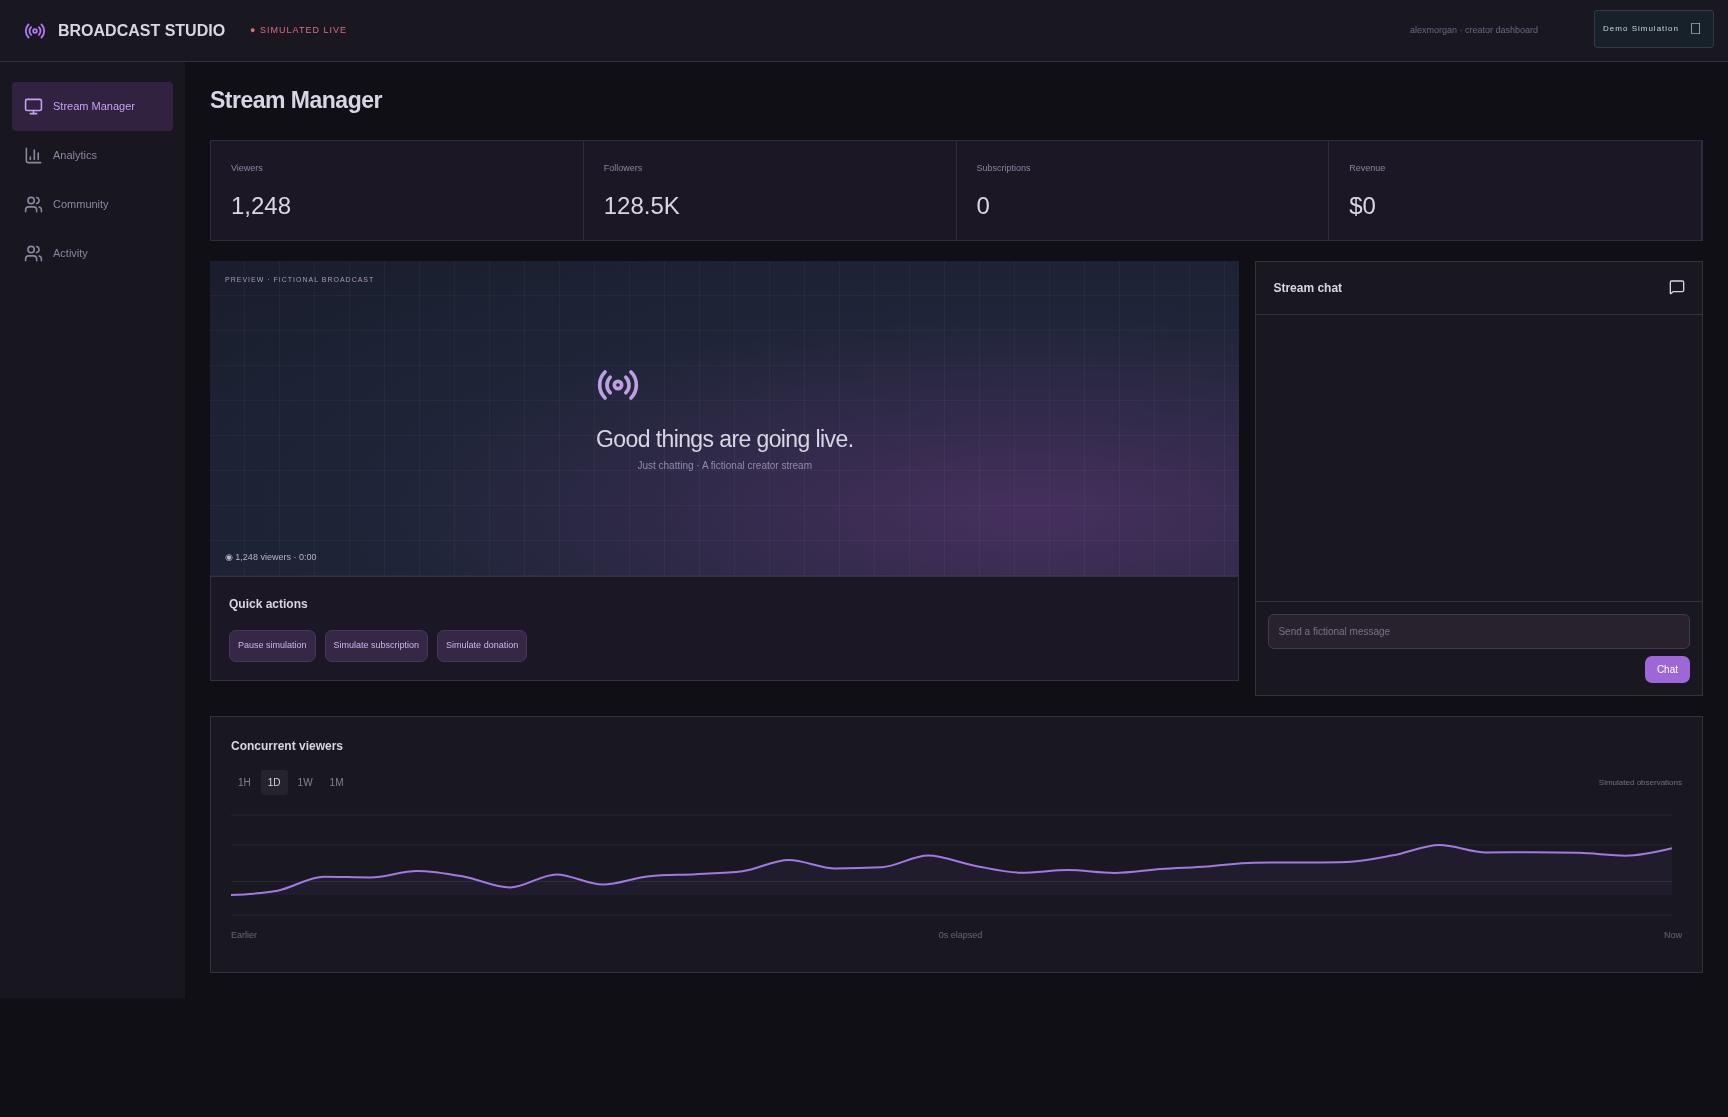 BROADCAST STUDIO
● SIMULATED LIVE
alexmorgan · creator dashboard
Demo Simulation
Stream Manager
Analytics
Community
Activity
Stream Manager
Viewers
1,248
Followers
128.5K
Subscriptions
0
Revenue
$0
PREVIEW · FICTIONAL BROADCAST
Good things are going live.
Just chatting · A fictional creator stream
◉ 1,248 viewers · 0:00
Quick actions
Pause simulation
Simulate subscription
Simulate donation
Stream chat
Send a fictional message
Chat
Concurrent viewers
1H 1D 1W 1M
Simulated observations
Earlier
0s elapsed
Now